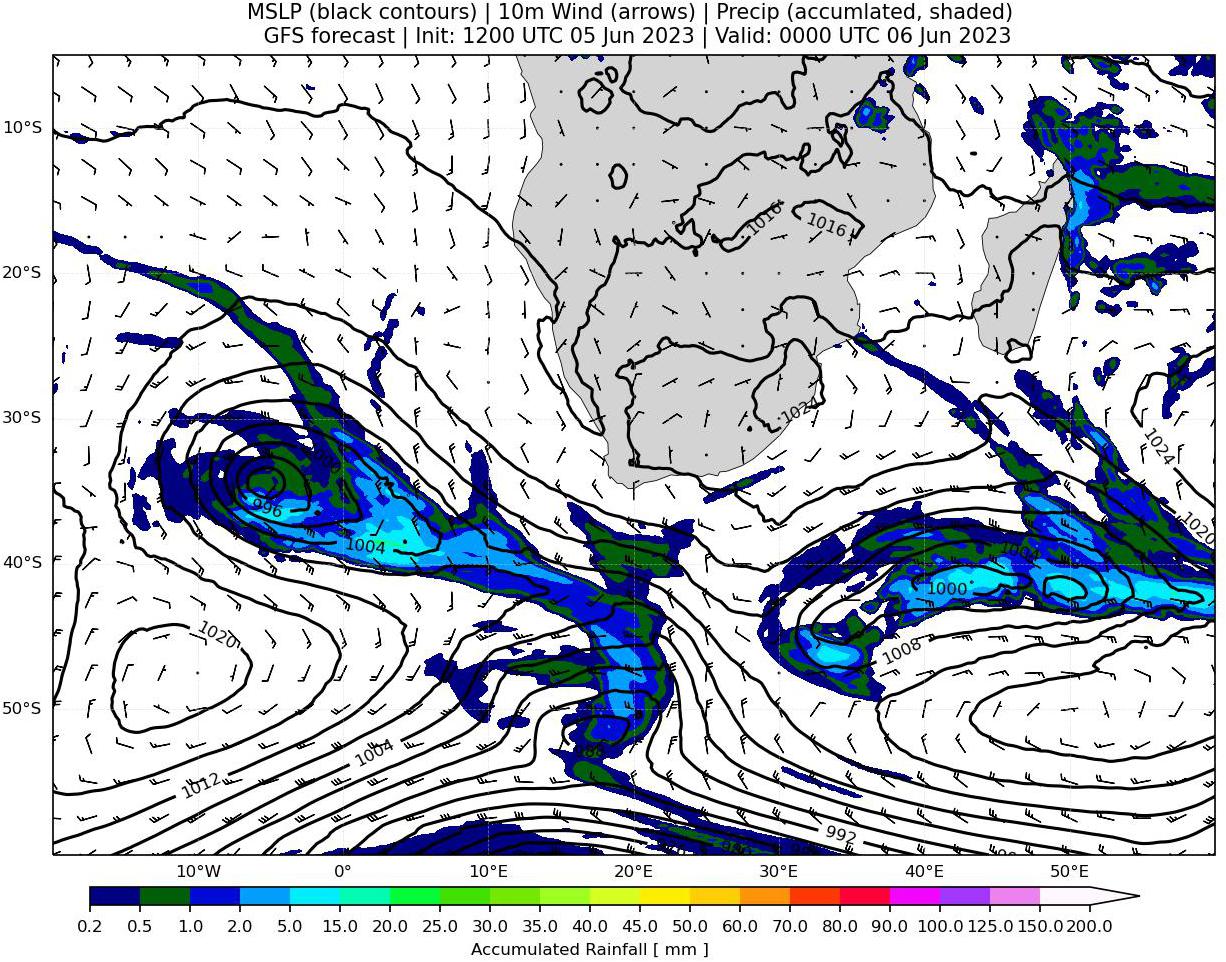 MSLP (black contours) | 10m Wind (arrows) | Precip (accumlated, shaded)
GFS forecast | Init: 1200 UTC 05 Jun 2023 | Valid: 0000 UTC 06 Jun 2023
10°S
1016
1016
20°S
30°S
1024
1024
996
1020
1004
1004
40°S
1000
1020
1008
50°S
988
1004
1012
992
10°W
0°
10°E
20°E
30°E
40°E
50°E
0.2 0.5 1.0 2.0 5.0 10.0 15.0 20.0 25.0 30.0 35.0 40.0 45.0 50.0 60.0 70.0 80.0 90.0 100.0 125.0 150.0 200.0
Accumulated Rainfall [ mm ]